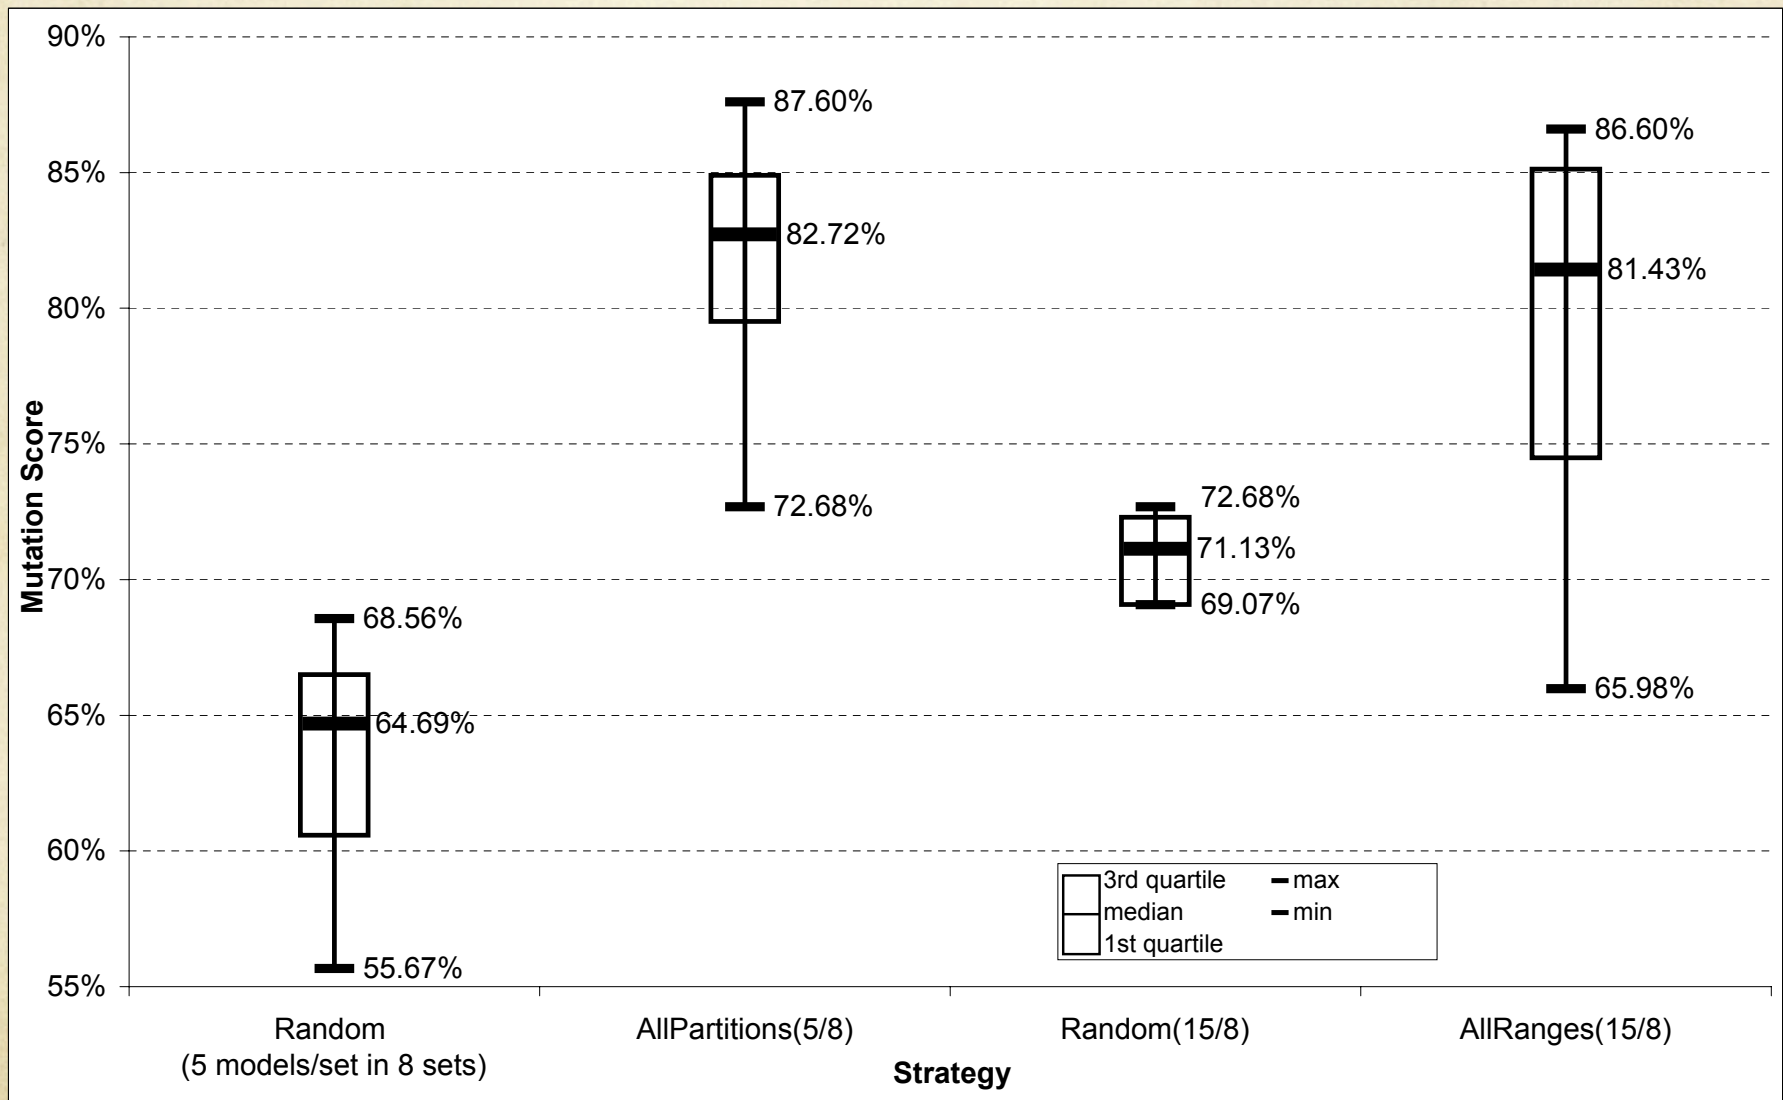 90%
87.60%
86.60%
85%
82.72%
81.43%
80%
75%
72.68%
72.68%
71.13%
70%
69.07%
68.56%
65.98%
65%
64.69%
60%
55.67%
55%
Mutation Score
3rd quartile
median
1st quartile
max
min
Random
(5 models/set in 8 sets)
AllPartitions(5/8)
Random(15/8)
AllRanges(15/8)
Strategy